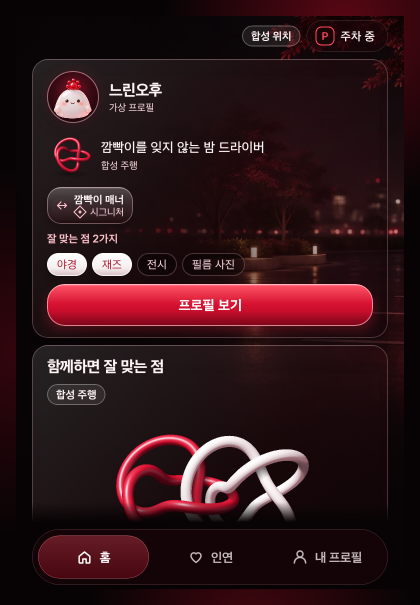 합성 위치
P 주차 중
느린오후
가상 프로필
깜빡이를 잊지 않는 밤 드라이버
합성 주행
깜빡이 매너
시그니처
잘 맞는 점 2가지
야경 재즈 전시 필름 사진
프로필 보기
함께하면 잘 맞는 점
합성 주행
홈 인연 내 프로필